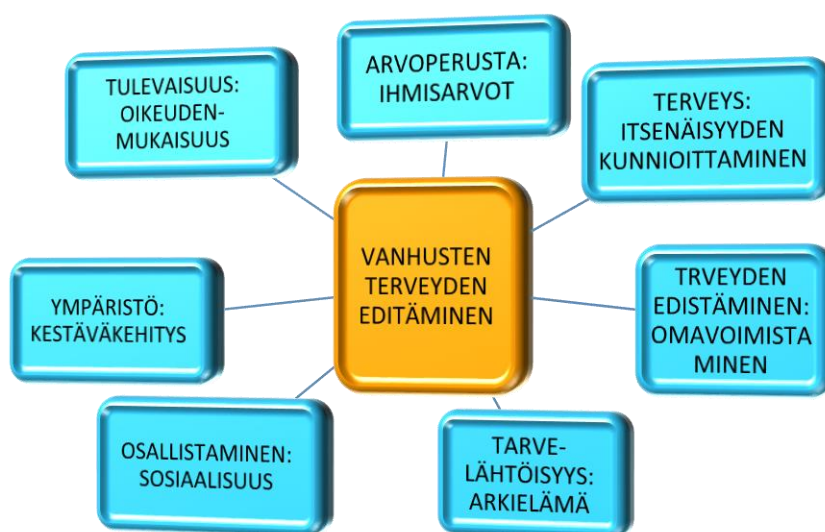 ARVOPERUSTA:
IHMISARVOT
TERVEYS:
ITSENÄISYYDEN
KUNNIOITTAMINEN
TRVEYDEN
EDISTÄMINEN:
OMAVOIMISTA
MINEN
TARVE-
LÄHTÖISYYS:
ARKIELÄMÄ
OSALLISTAMINEN:
SOSIAALISUUS
YMPÄRISTÖ:
KESTÄVÄKEHITYS
TULEVAISUUS:
OIKEUDEN-
MUKAISUUS
VANHUSTEN
TERVEYDEN
EDITÄMINEN